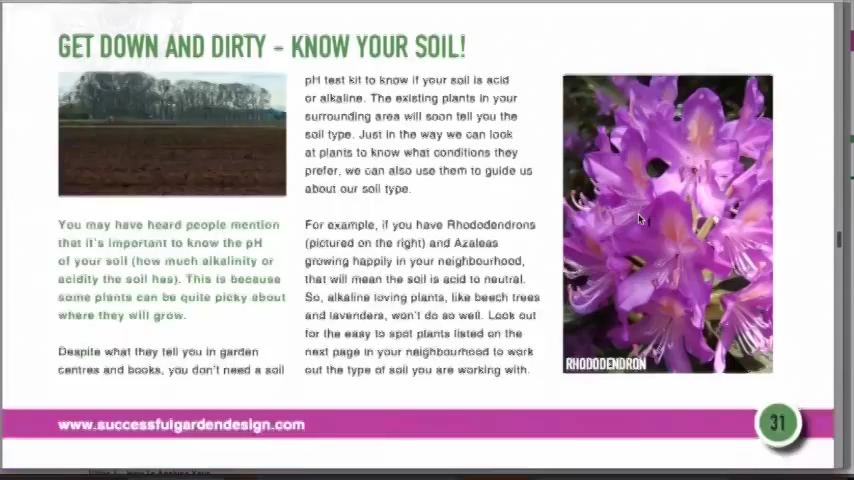 GET DOWN AND DIRTY - KNOW YOUR SOIL!
You may have heard people mention
that it's important to know the pH
of your soil (how much alkalinity or
acidity the soil has). This is because
some plants can be quite picky about
where they will grow.
Despite what they tell you in garden
centres and books, you don't need a soil
pH test kit to know if your soil is acid
or alkaline. The existing plants in your
surrounding area will soon tell you the
soil type. Just in the way we can look
at plants to know what conditions they
prefer, we can also use them to guide us
about our soil type.
For example, if you have Rhododendrons
(pictured on the right) and Azaleas
growing happily in your neighbourhood,
that will mean the soil is acid to neutral.
So, alkaline loving plants, like beech trees
and lavenders, won't do so well. Look out
for the easy to spot plants listed on the
next page in your neighbourhood to work
out the type of soil you are working with.
RHODODENDRON
www.successfulgardendesign.com
31